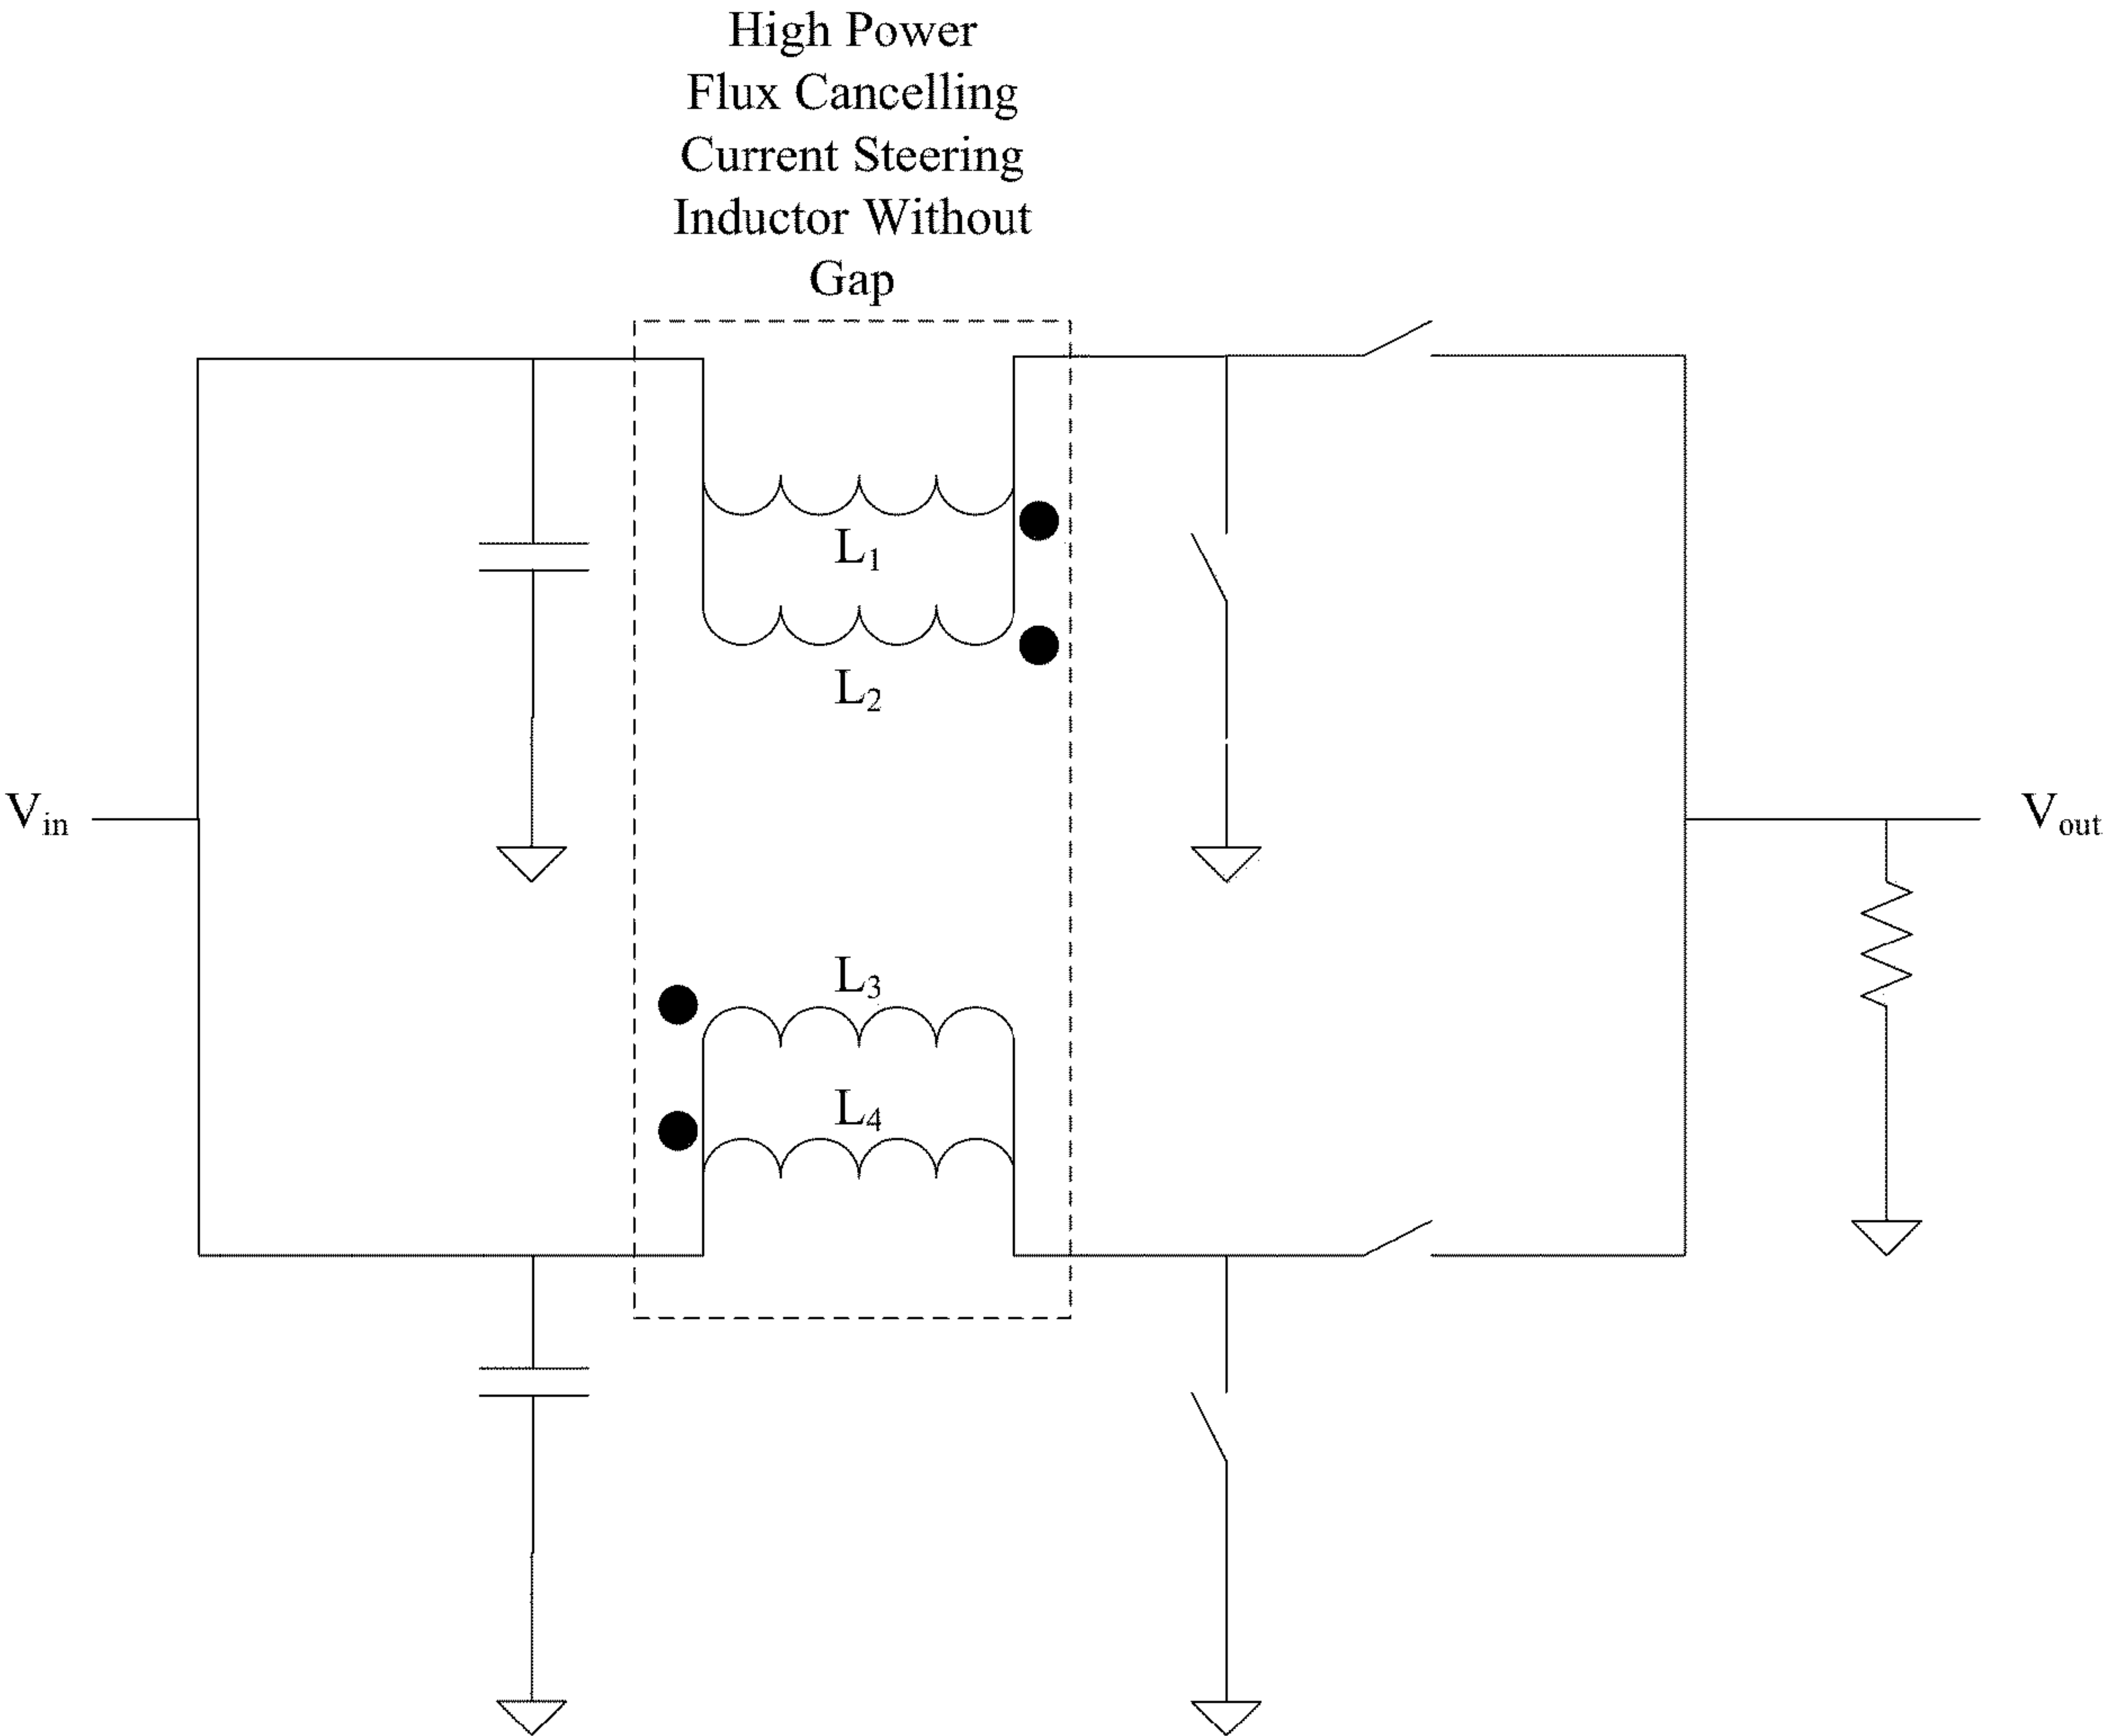 High Power
Flux Cancelling
Current Steering
Inductor Without
Gap
L1
L2
Vin
Vout
L3
L4